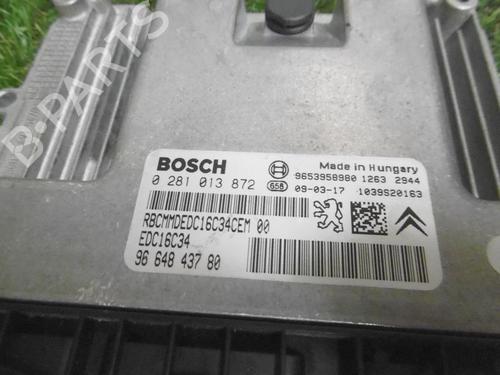 B-PARTS
BOSCH
Made in Hungary
9653958980 1263 2944
0 281 013 872
658
09-03-17
1039S20163
RBCMMDEDC16C34CEM 00
EDC16C34
96 648 437 80